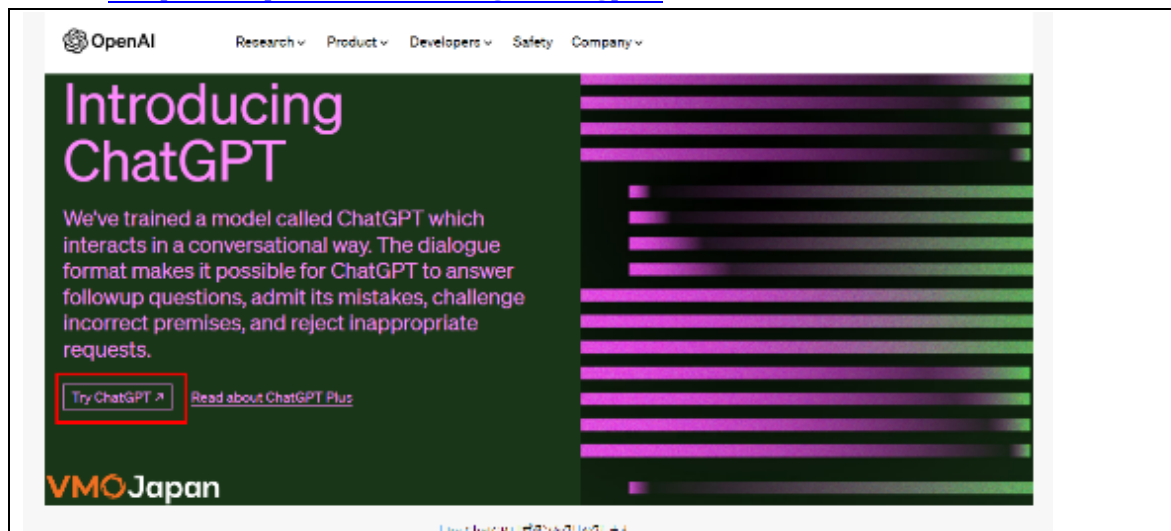 OpenAI
Research Product Developers Safety Company
Introducing
ChatGPT
We've trained a model called ChatGPT which
interacts in a conversational way. The dialogue
format makes it possible for ChatGPT to answer
followup questions, admit its mistakes, challenge
incorrect premises, and reject inappropriate
requests.
Try ChatGPT ↗ Read about ChatGPT Plus
VMO Japan